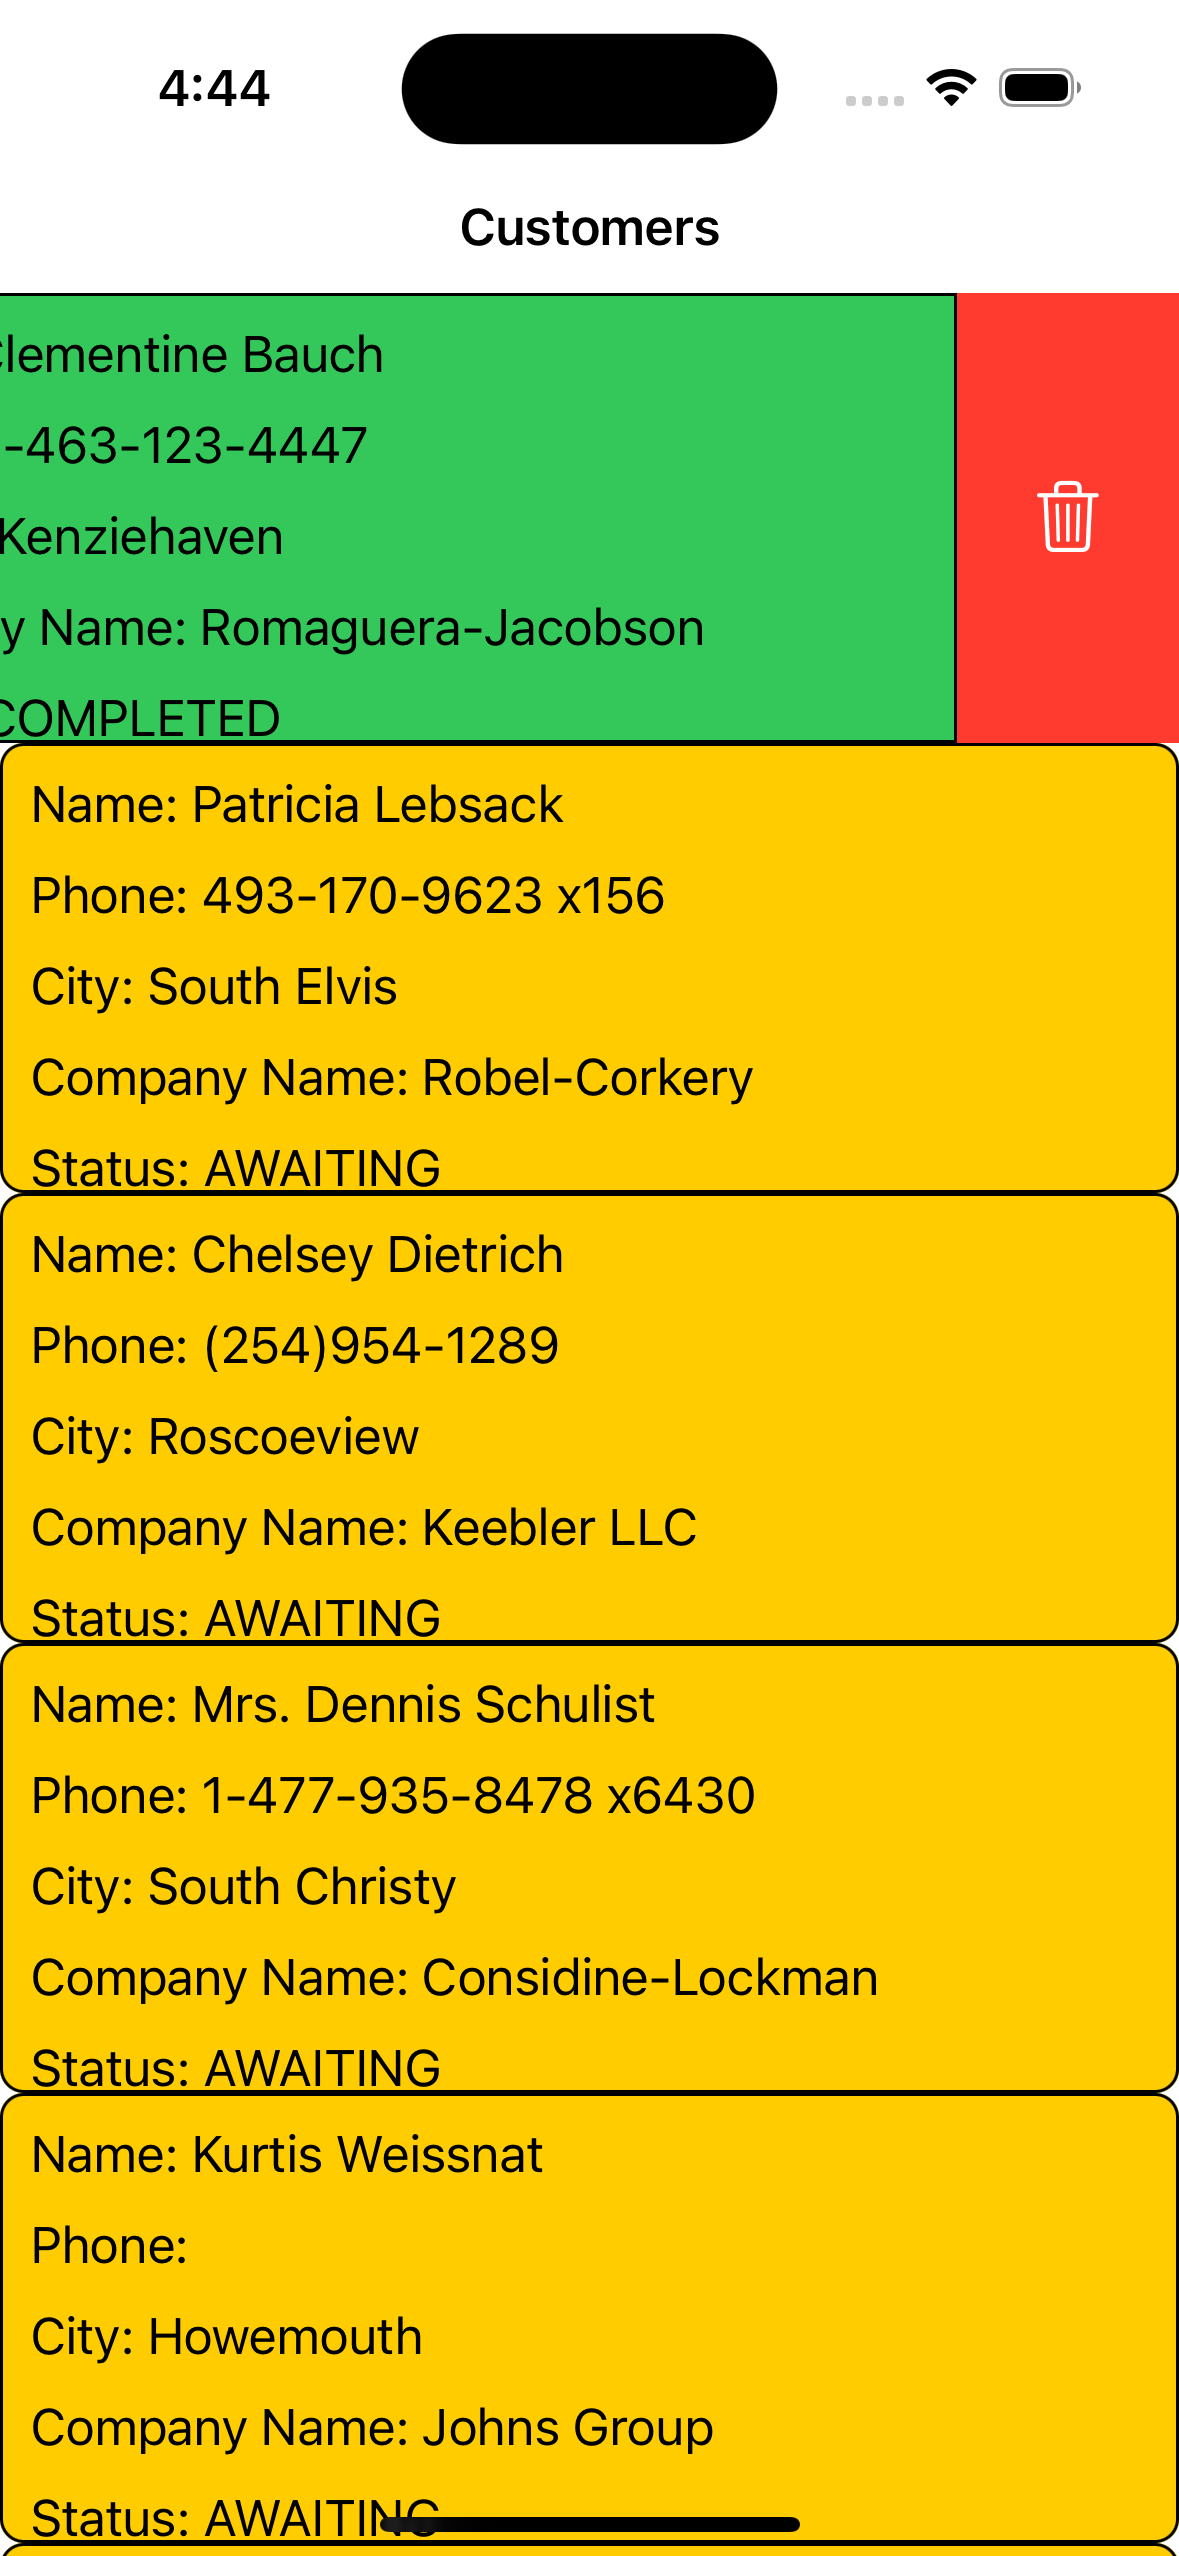 4:44
Customers
Clementine Bauch
-463-123-4447
Kenziehaven
y Name: Romaguera-Jacobson
COMPLETED
Name: Patricia Lebsack
Phone: 493-170-9623 x156
City: South Elvis
Company Name: Robel-Corkery
Status: AWAITING
Name: Chelsey Dietrich
Phone: (254)954-1289
City: Roscoeview
Company Name: Keebler LLC
Status: AWAITING
Name: Mrs. Dennis Schulist
Phone: 1-477-935-8478 x6430
City: South Christy
Company Name: Considine-Lockman
Status: AWAITING
Name: Kurtis Weissnat
Phone:
City: Howemouth
Company Name: Johns Group
Status: AWAITING